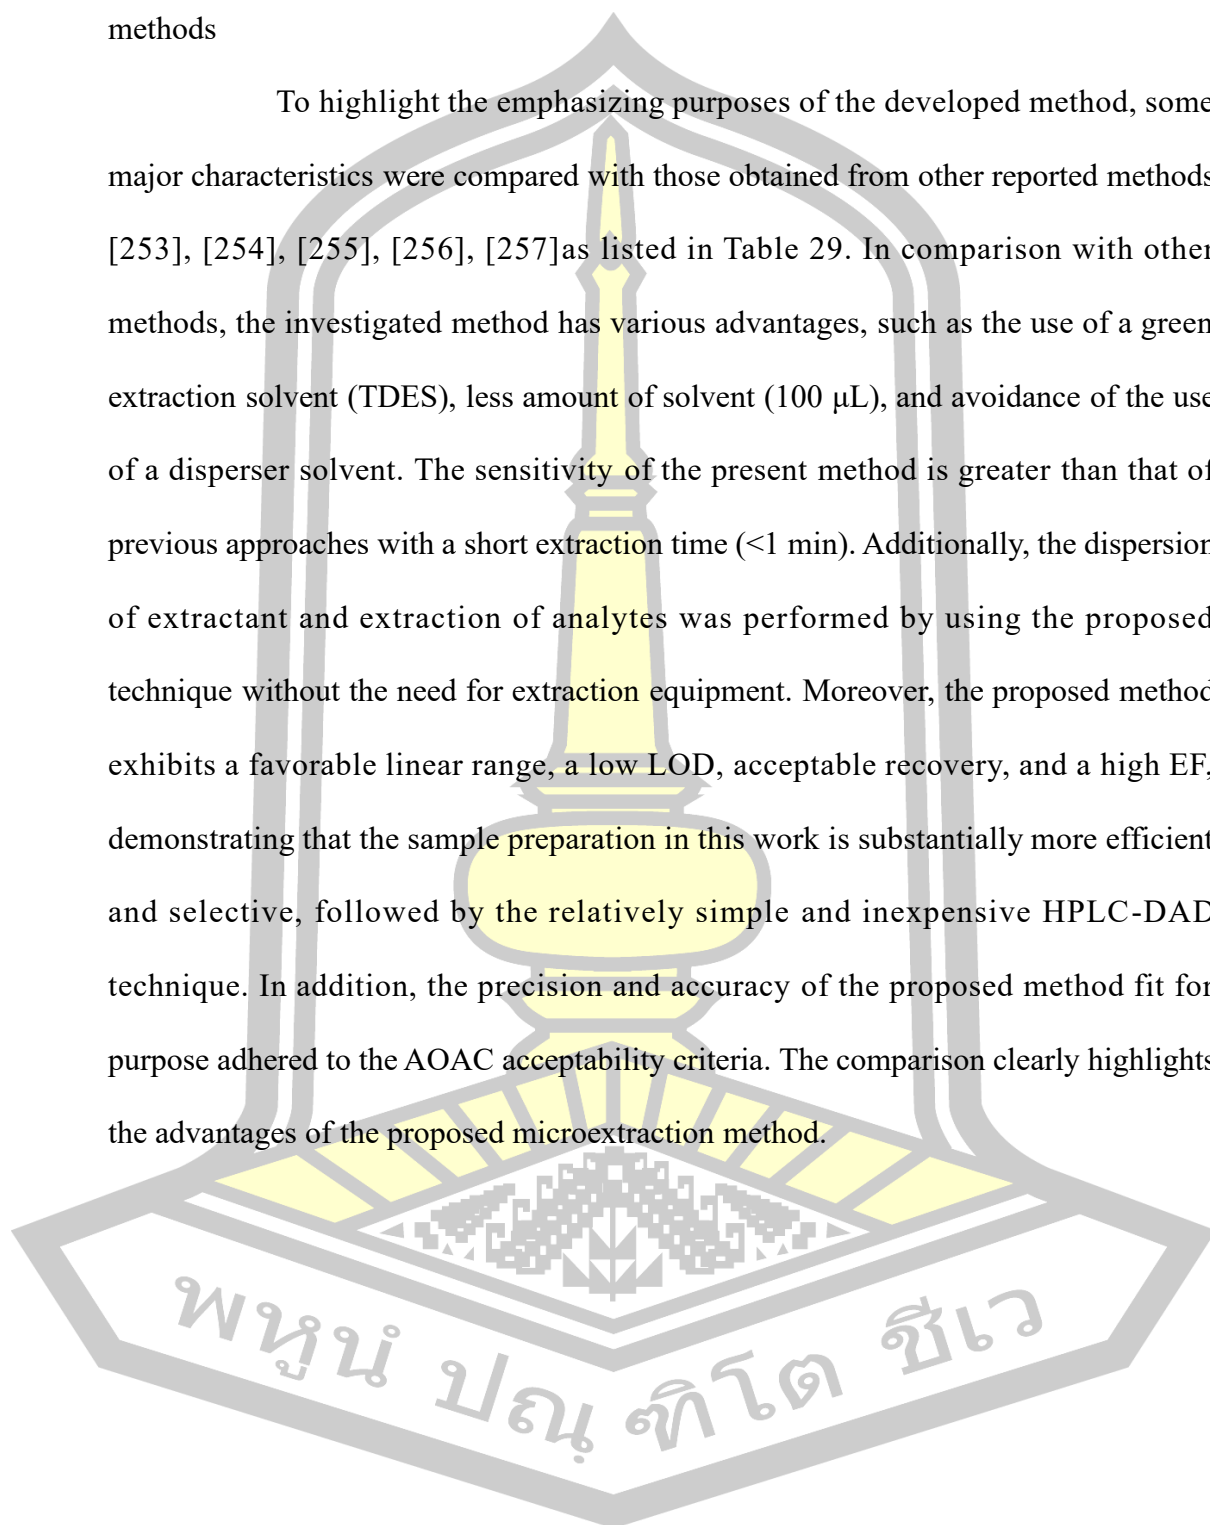 methods
To highlight the emphasizing purposes of the developed method, some
major characteristics were compared with those obtained from other reported methods
[253], [254], [255], [256], [257]as listed in Table 29. In comparison with other
methods, the investigated method has various advantages, such as the use of a green
extraction solvent (TDES), less amount of solvent (100 μL), and avoidance of the use
of a disperser solvent. The sensitivity of the present method is greater than that of
previous approaches with a short extraction time (<1 min). Additionally, the dispersion
of extractant and extraction of analytes was performed by using the proposed
technique without the need for extraction equipment. Moreover, the proposed method
exhibits a favorable linear range, a low LOD, acceptable recovery, and a high EF,
demonstrating that the sample preparation in this work is substantially more efficient
and selective, followed by the relatively simple and inexpensive HPLC-DAD
technique. In addition, the precision and accuracy of the proposed method fit for
purpose adhered to the AOAC acceptability criteria. The comparison clearly highlights
the advantages of the proposed microextraction method.
พหูนํ ปณฺ ฑิโต ชีเว